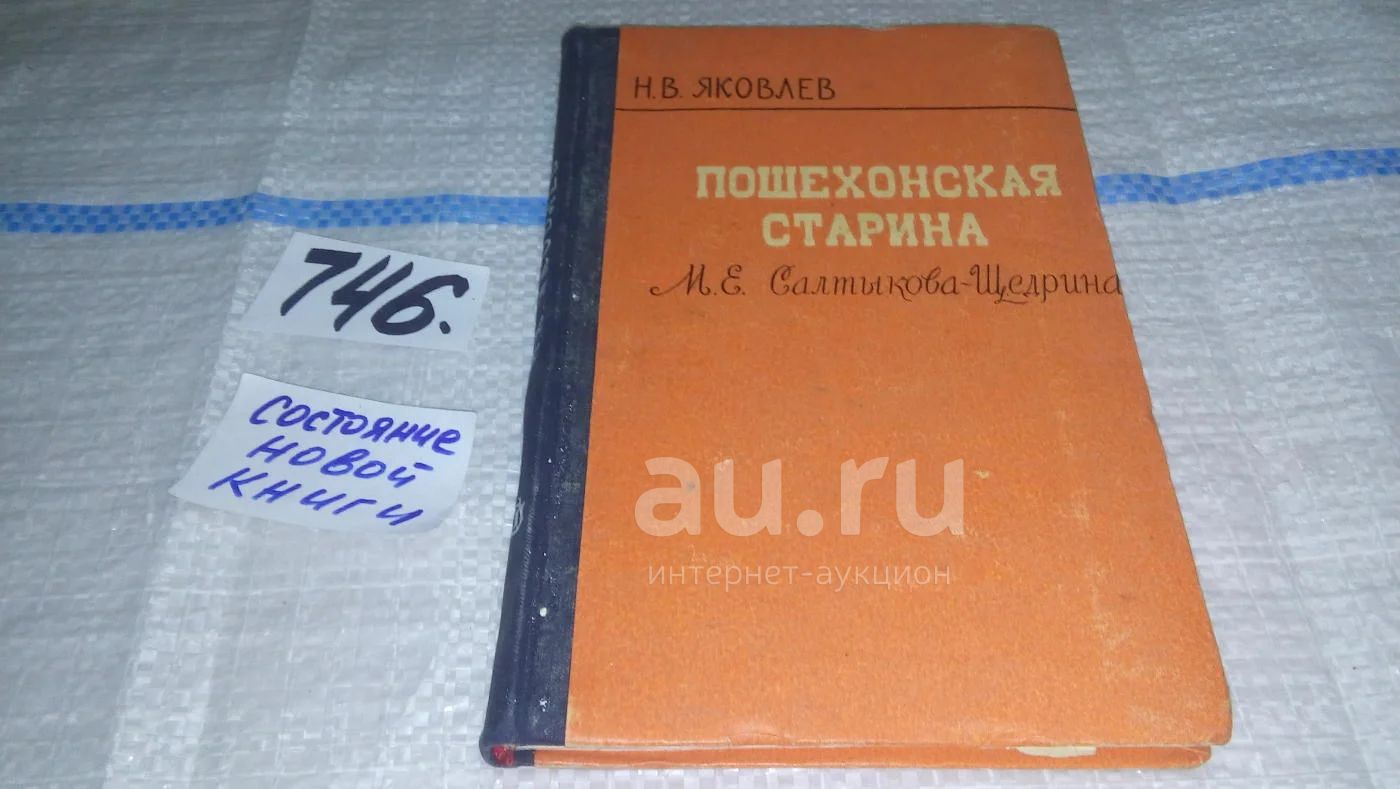 Н.В. ЯКОВЛЕВ
ПОШЕХОНСКАЯ
СТАРИНА
М.Е. Салтыкова-Щедрина
746.
состояние
новой
книги
au.ru
интернет-аукцион